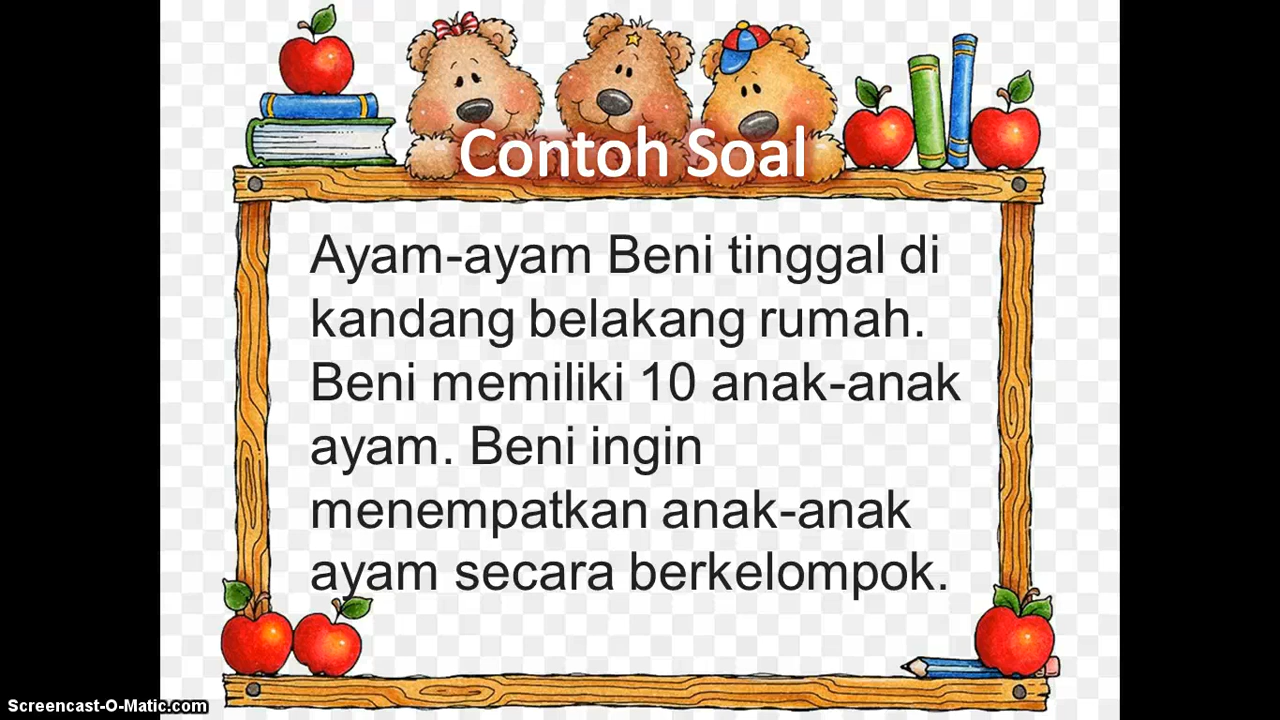 Contoh Soal
Ayam-ayam Beni tinggal di
kandang belakang rumah.
Beni memiliki 10 anak-anak
ayam. Beni ingin
menempatkan anak-anak
ayam secara berkelompok.
Screencast-O-Matic.com